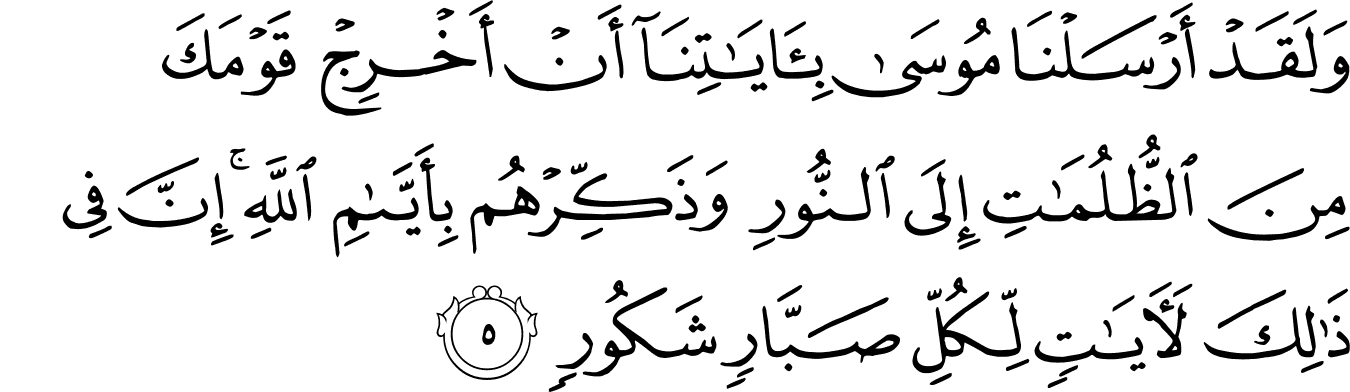 وَلَقَدۡ أَرۡسَلۡنَا مُوسَىٰ بِـَٔايَٰتِنَآ أَنۡ أَخۡرِجۡ قَوۡمَكَ
مِنَ ٱلظُّلُمَٰتِ إِلَى ٱلنُّورِ وَذَكِّرۡهُم بِأَيَّىٰمِ ٱللَّهِۚ إِنَّ فِي
ذَٰلِكَ لَأٓيَٰتٖ لِّكُلِّ صَبَّارٖ شَكُورٖ ٥